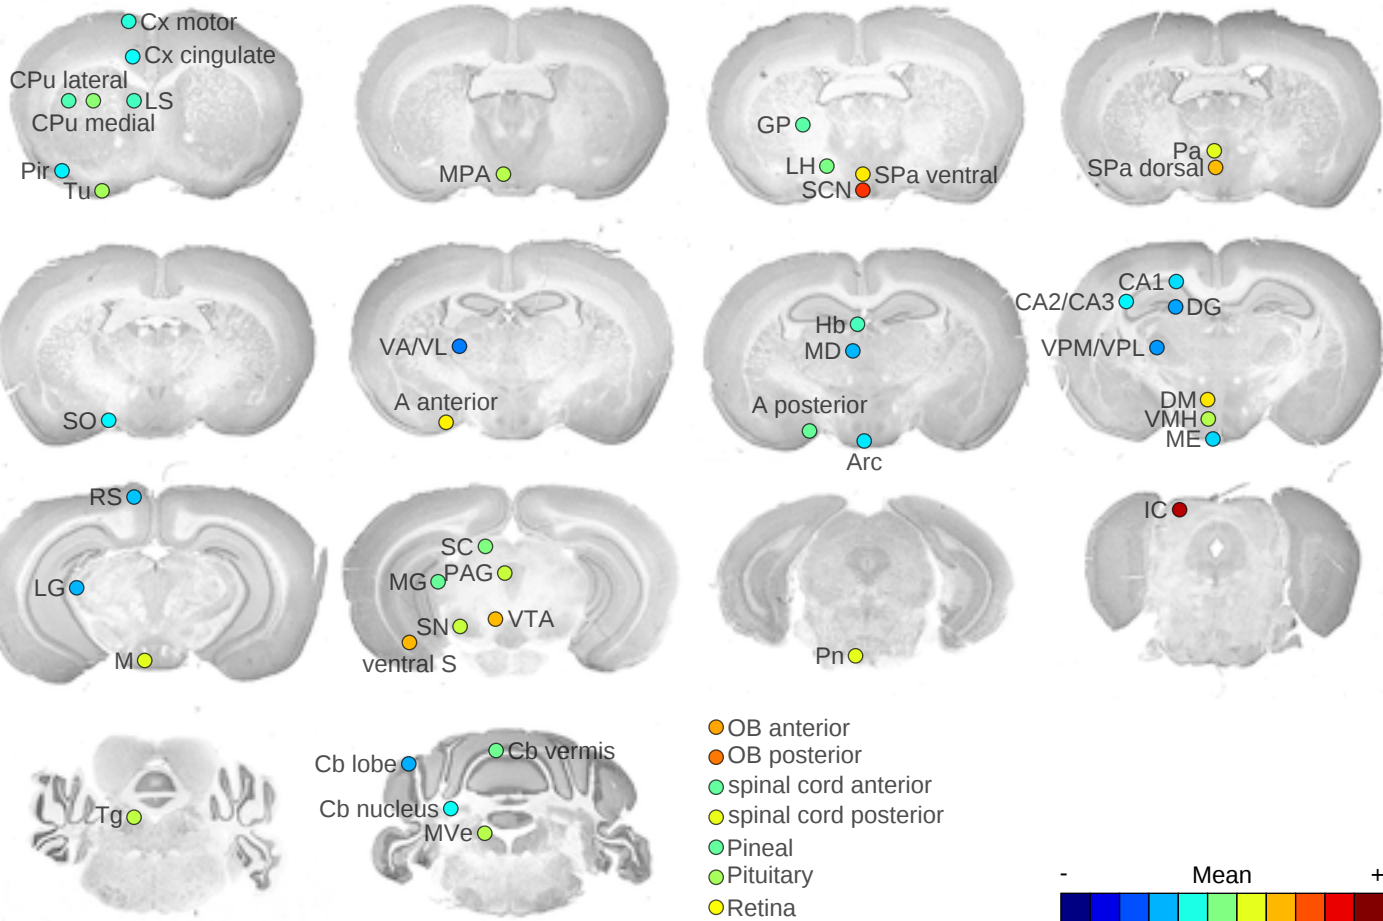 Cx motor
Cx cingulate
CPu lateral
LS
CPu medial
Pir
Tu
MPA
GP
LH
SPa ventral
SCN
Pa
SPa dorsal
SO
VA/VL
A anterior
Hb
MD
A posterior
Arc
CA1
CA2/CA3
DG
VPM/VPL
DM
VMH
ME
RS
LG
M
SC
MG
PAG
SN
VTA
ventral S
Pn
IC
Tg
Cb lobe
Cb vermis
Cb nucleus
MVe
OB anterior
OB posterior
spinal cord anterior
spinal cord posterior
Pineal
Pituitary
Retina
- Mean +